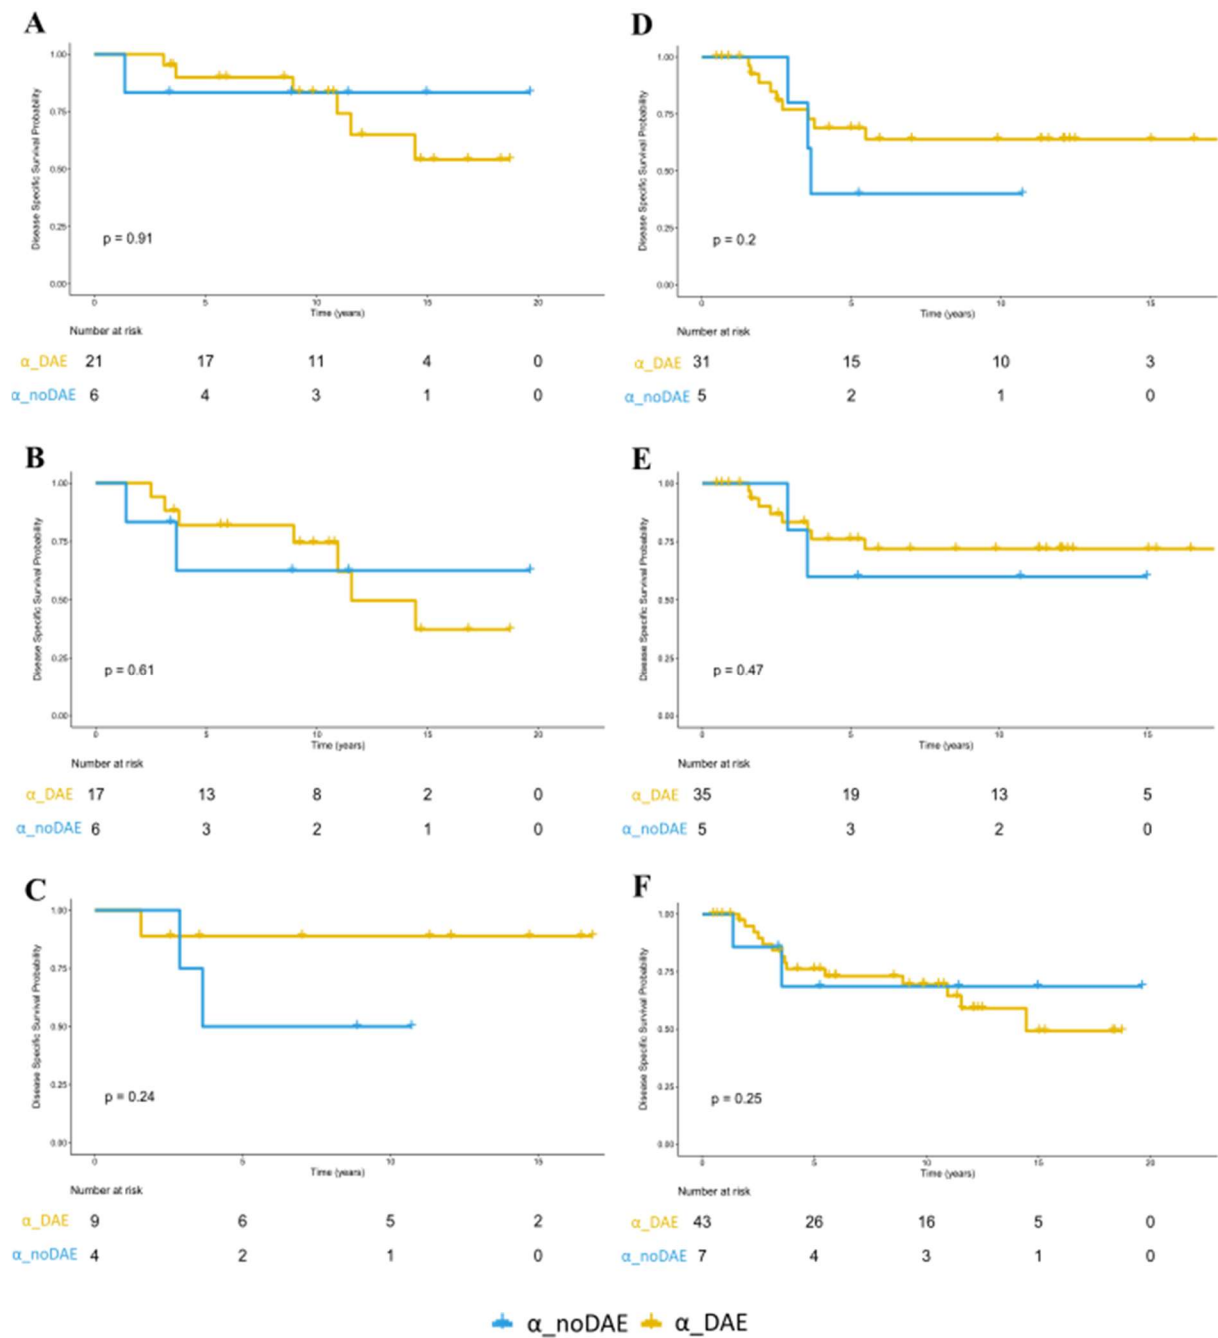 A
Disease Specific Survival Probability
1.00
0.75
0.50
0.25
0.00
p = 0.91
0 5 10 15 20
Time (years)
Number at risk
α_DAE 21 17 11 4 0
α_noDAE 6 4 3 1 0
B
Disease Specific Survival Probability
1.00
0.75
0.50
0.25
0.00
p = 0.61
0 5 10 15 20
Time (years)
Number at risk
α_DAE 17 13 8 2 0
α_noDAE 6 3 2 1 0
C
Disease Specific Survival Probability
1.00
0.75
0.50
0.25
0.00
p = 0.24
0 5 10 15
Time (years)
Number at risk
α_DAE 9 6 5 2
α_noDAE 4 2 1 0
D
Disease Specific Survival Probability
1.00
0.75
0.50
0.25
0.00
p = 0.2
0 5 10 15
Time (years)
Number at risk
α_DAE 31 15 10 3
α_noDAE 5 2 1 0
E
Disease Specific Survival Probability
1.00
0.75
0.50
0.25
0.00
p = 0.47
0 5 10 15
Time (years)
Number at risk
α_DAE 35 19 13 5
α_noDAE 5 3 2 0
F
Disease Specific Survival Probability
1.00
0.75
0.50
0.25
0.00
p = 0.25
0 5 10 15 20
Time (years)
Number at risk
α_DAE 43 26 16 5 0
α_noDAE 7 4 3 1 0
α_noDAE α_DAE